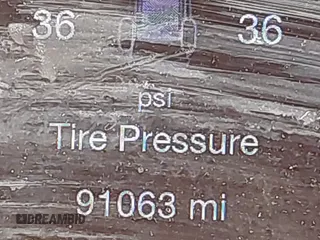 36 36
psi
Tire Pressure
91063 mi
DREAMBID